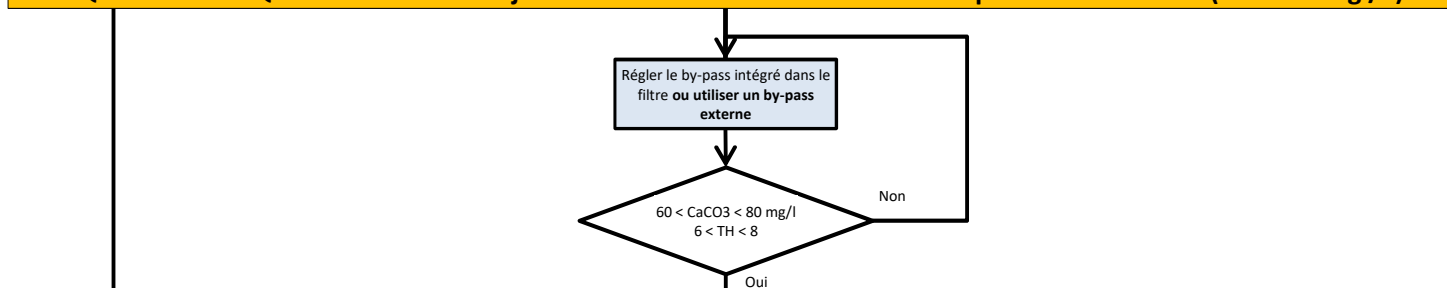 Régler le by-pass intégré dans le
filtre ou utiliser un by-pass
externe
Non
60 < CaCO3 < 80 mg/l
6 < TH < 8
Oui